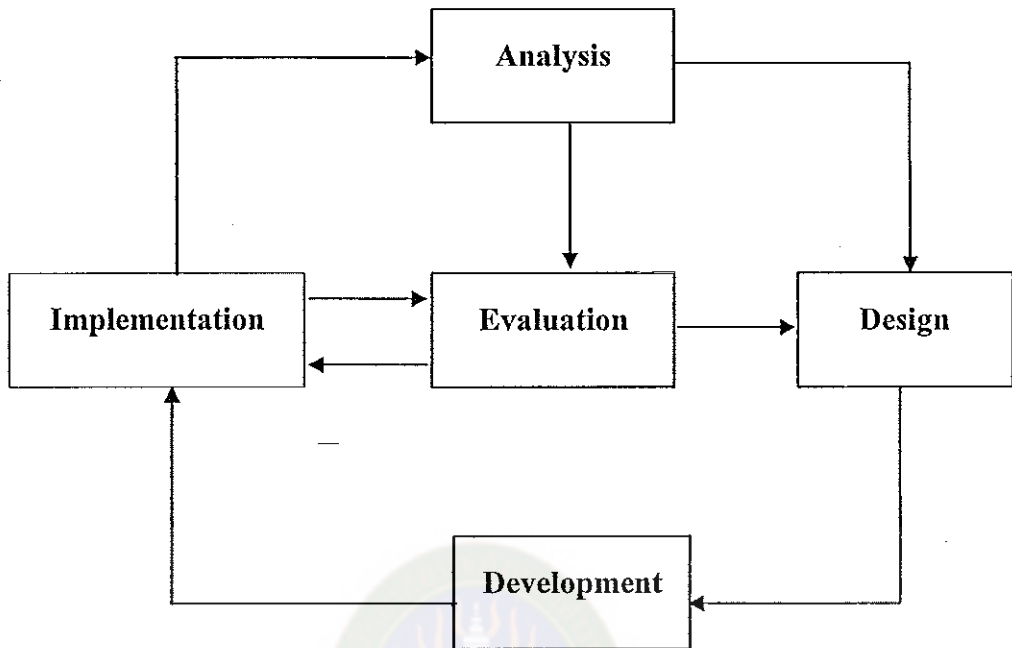 Analysis
Implementation
Evaluation
Design
Development